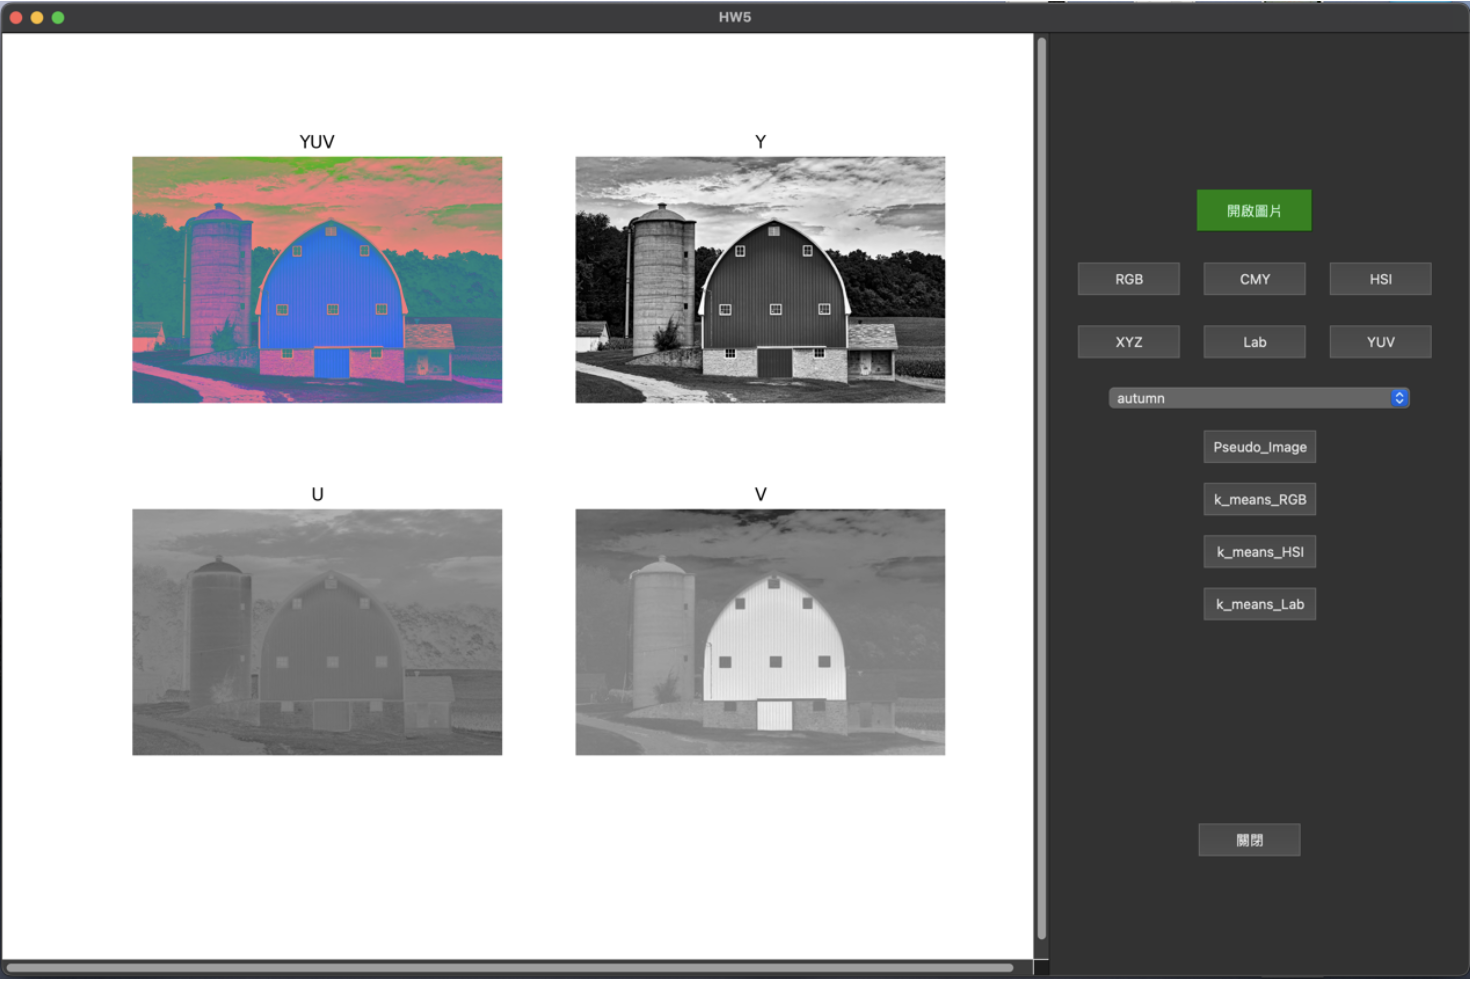 HW5
YUV
Y
U
V
開啟圖片
RGB
CMY
HSI
XYZ
Lab
YUV
autumn
Pseudo_Image
k_means_RGB
k_means_HSI
k_means_Lab
關閉